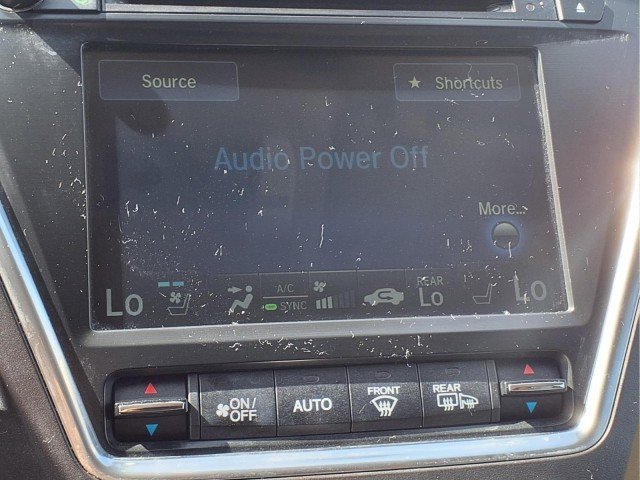 Source
★ Shortcuts
Audio Power Off
More...
Lo
A/C
SYNC
REAR
Lo
Lo
ON/
OFF
AUTO
FRONT
REAR